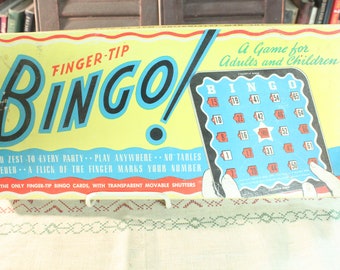 FINGER-TIP
BINGO!
A Game for
Adults and Children
BINGO
ZEST TO EVERY PARTY·· PLAY ANYWHERE·· NO TABLES
·· A FLICK OF THE FINGER MARKS YOUR NUMBER
THE ONLY FINGER-TIP BINGO CARDS, WITH TRANSPARENT MOVABLE SHUTTERS